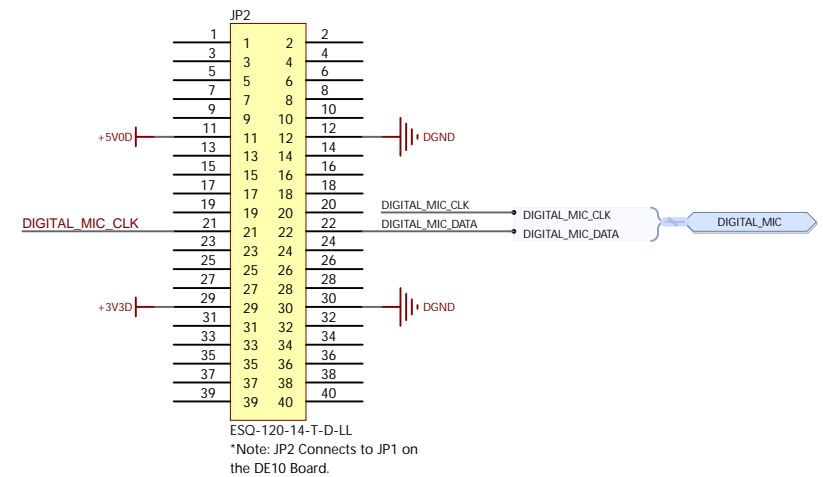 JP2
1 1 2 2
3 3 4 4
5 5 6 6
7 7 8 8
9 9 10 10
+5V0D 11 11 12 12 DGND
13 13 14 14
15 15 16 16
17 17 18 18
19 19 20 20 DIGITAL_MIC_CLK DIGITAL_MIC_CLK DIGITAL_MIC
DIGITAL_MIC_CLK 21 21 22 22 DIGITAL_MIC_DATA DIGITAL_MIC_DATA
23 23 24 24
25 25 26 26
27 27 28 28
+3V3D 29 29 30 30 DGND
31 31 32 32
33 33 34 34
35 35 36 36
37 37 38 38
39 39 40 40
ESQ-120-14-T-D-LL
*Note: JP2 Connects to JP1 on
the DE10 Board.